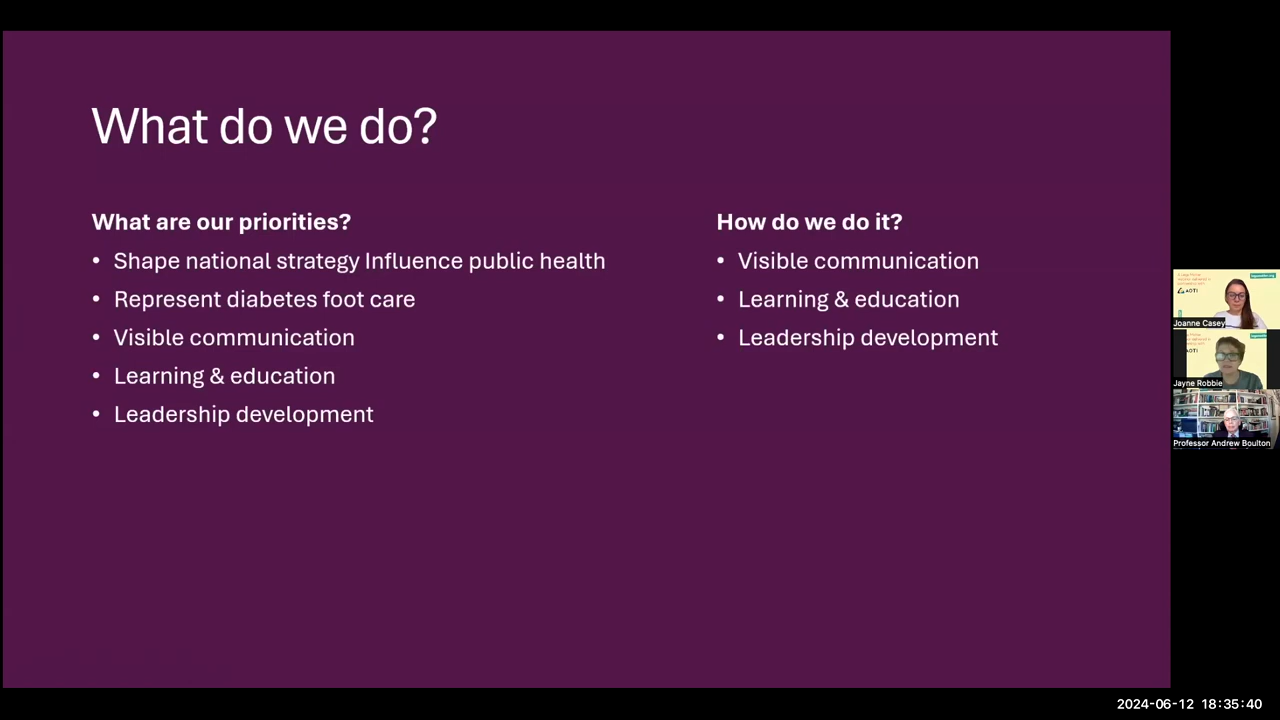 What do we do?
What are our priorities?
• Shape national strategy Influence public health
• Represent diabetes foot care
• Visible communication
• Learning & education
• Leadership development
How do we do it?
• Visible communication
• Learning & education
• Leadership development
AOTI
Joanne Casey
AOTI
Jayne Robbie
Professor Andrew Boulton
2024-06-12 18:35:40